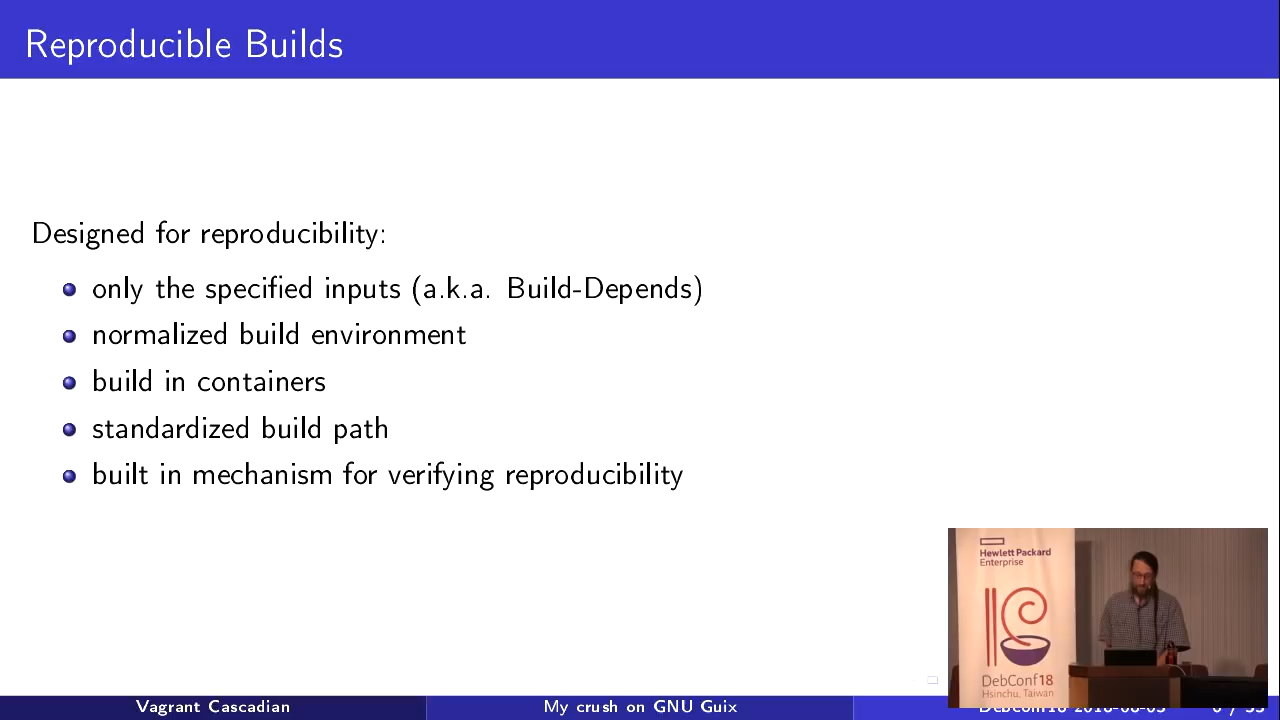 Reproducible Builds
Designed for reproducibility:
only the specified inputs (a.k.a. Build-Depends)
normalized build environment
build in containers
standardized build path
built in mechanism for verifying reproducibility
Hewlett Packard
Enterprise
DebConf18
Hsinchu, Taiwan
Vagrant Cascadian
My crush on GNU Guix